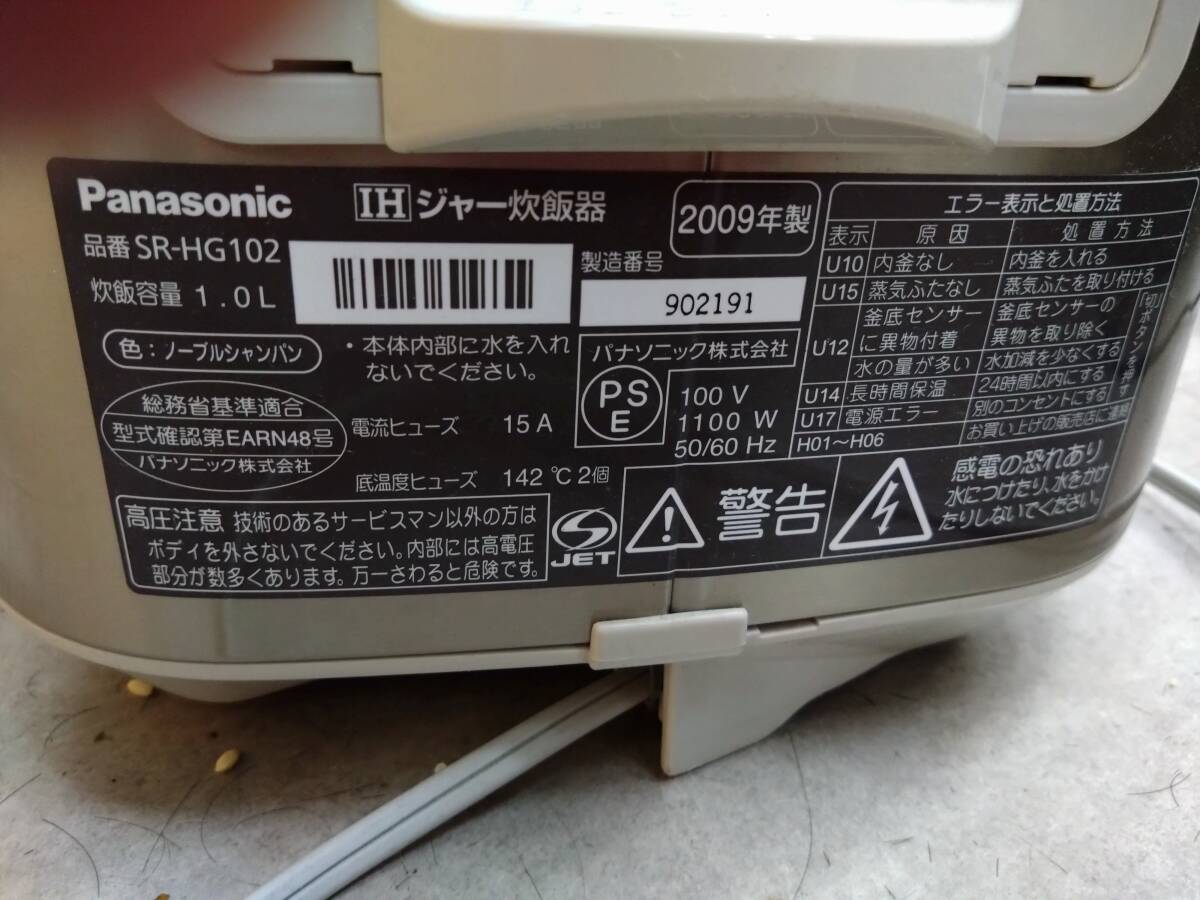 Panasonic
IH ジャー炊飯器
2009年製
品番 SR-HG102
炊飯容量 1.0L
製造番号
902191
色：ノーブルシャンパン
・本体内部に水を入れ
ないでください。
パナソニック株式会社
PS
E
100 V
1100 W
50/60 Hz
総務省基準適合
型式確認第EARN48号
パナソニック株式会社
電流ヒューズ 15 A
底温度ヒューズ 142 ℃ 2個
高圧注意 技術のあるサービスマン以外の方は
ボディを外さないでください。内部には高電圧
部分が数多くあります。万一さわると危険です。
JET
警告
感電の恐れあり
水につけたり、水をかけ
たりしないでください。
エラー表示と処置方法
表示 原因 処置方法
U10 内釜なし 内釜を入れる
U15 蒸気ふたなし 蒸気ふたを取り付ける
U12 釜底センサー 釜底センサーの
に異物付着 異物を取り除く
水の量が多い 水加減を少なくする
U14 長時間保温 24時間以内にする
U17 電源エラー 別のコンセントにする
H01〜H06 お買い上げの販売店に連絡
「切」ボタンを押す